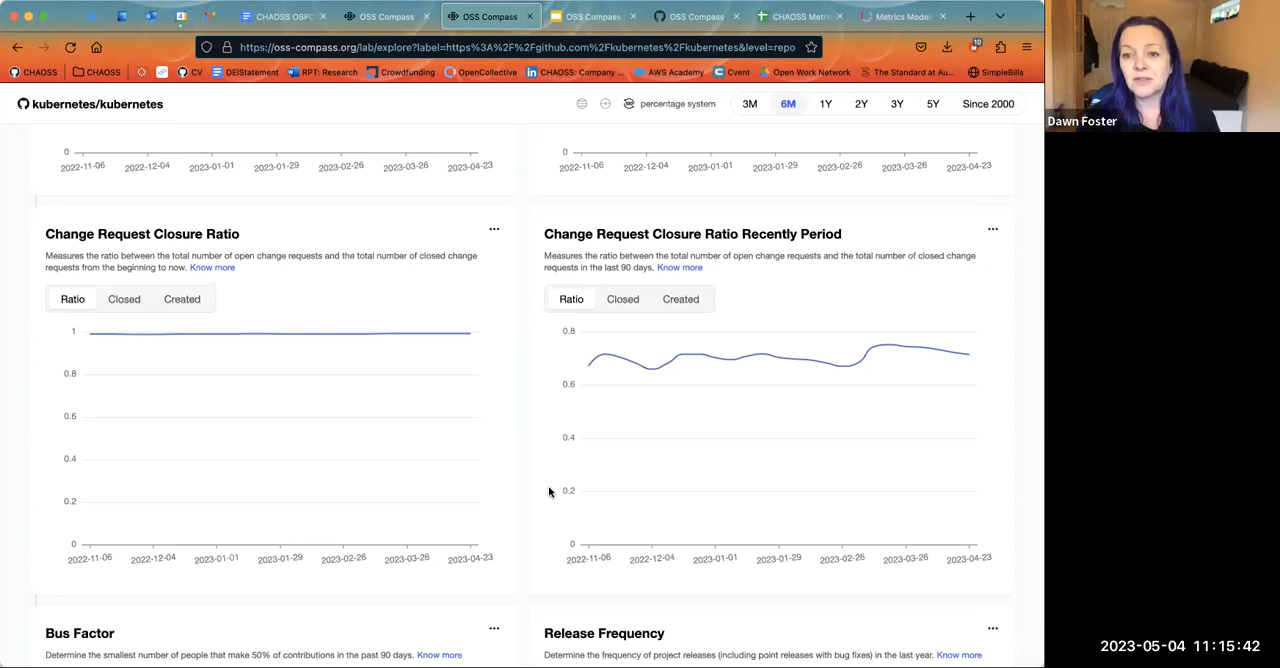 CHAOSS OSPO
OSS Compass
OSS Compass
OSS Compass
OSS Compass
CHAOSS Metri
Metrics Model
https://oss-compass.org/lab/explore?label=https%3A%2F%2Fgithub.com%2Fkubernetes%2Fkubernetes&level=repo
10
CHAOSS
CHAOSS
CV
DEIStatement
RPT: Research
Crowdfunding
OpenCollective
CHAOSS: Company ...
AWS Academy
Cvent
Open Work Network
The Standard at Au...
SimpleBills
kubernetes/kubernetes
percentage system
3M
6M
1Y
2Y
3Y
5Y
Since 2000
Dawn Foster
0
2022-11-06 2022-12-04 2023-01-01 2023-01-29 2023-02-26 2023-03-26 2023-04-23
0
2022-11-06 2022-12-04 2023-01-01 2023-01-29 2023-02-26 2023-03-26 2023-04-23
Change Request Closure Ratio
Measures the ratio between the total number of open change requests and the total number of closed change
requests from the beginning to now. Know more
Ratio Closed Created
1
0.8
0.6
0.4
0.2
0
2022-11-06 2022-12-04 2023-01-01 2023-01-29 2023-02-26 2023-03-26 2023-04-23
Change Request Closure Ratio Recently Period
Measures the ratio between the total number of open change requests and the total number of closed change
requests in the last 90 days. Know more
Ratio Closed Created
0.8
0.6
0.4
0.2
0
2022-11-06 2022-12-04 2023-01-01 2023-01-29 2023-02-26 2023-03-26 2023-04-23
Bus Factor
Determine the smallest number of people that make 50% of contributions in the past 90 days. Know more
Release Frequency
Determine the frequency of project releases (including point releases with bug fixes) in the last year. Know more
2023-05-04 11:15:42